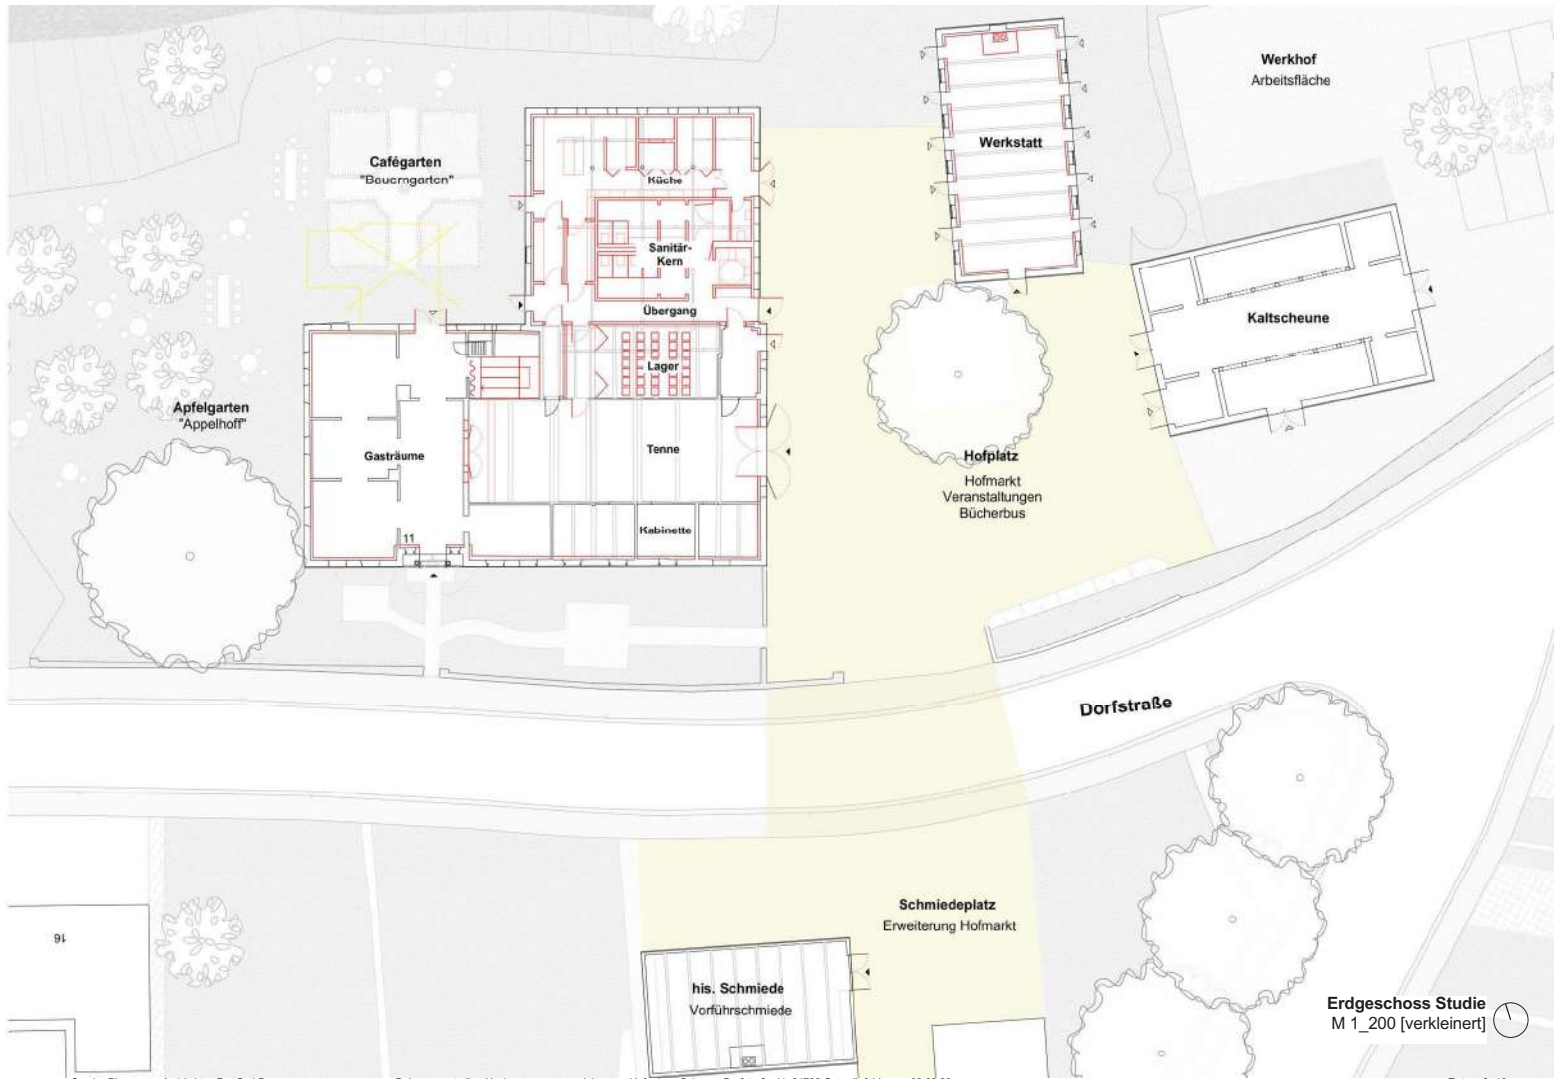 Werkhof
Arbeitsfläche
Werkstatt
Cafégarten
"Bauerngarten"
Küche
Sanitär-
Kern
Übergang
Kaltscheune
Lager
Apfelgarten
"Appelhoff"
Gasträume
Tenne
Hofplatz
Hofmarkt
Veranstaltungen
Bücherbus
Kabinette
11
Dorfstraße
Schmiedeplatz
Erweiterung Hofmarkt
16
his. Schmiede
Vorführschmiede
Erdgeschoss Studie
M 1_200 [verkleinert]